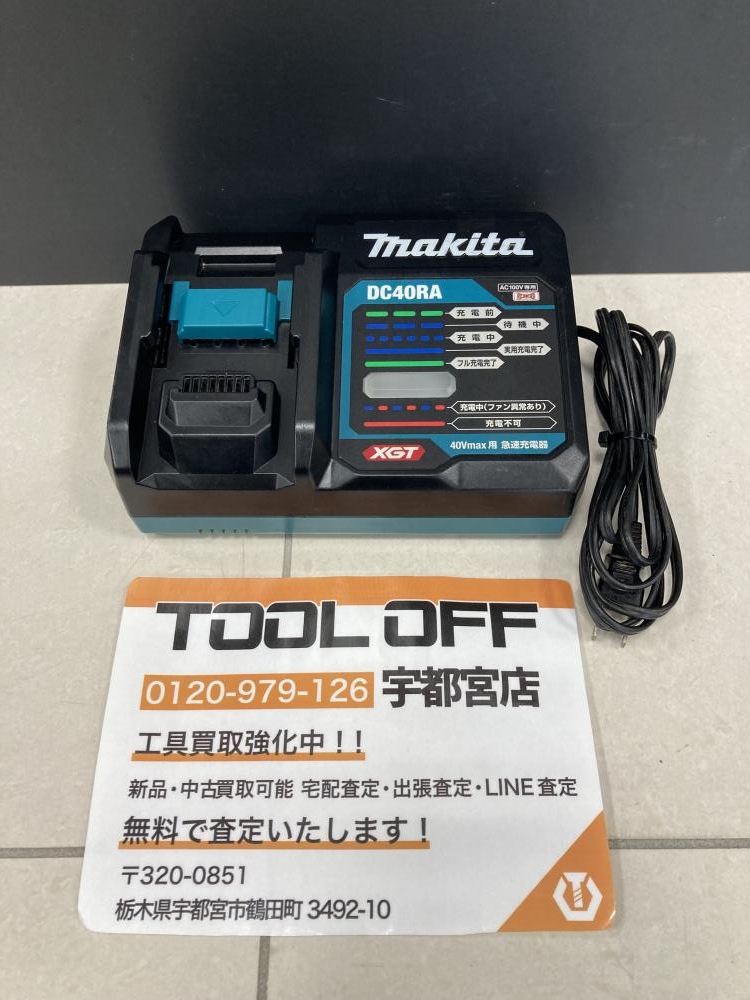 makita
DC40RA
AC100V専用
充電前
待機中
充電中
実用充電完了
フル充電完了
充電中(ファン異常あり)
充電不可
XGT
40Vmax用 急速充電器
TOOL OFF
0120-979-126 宇都宮店
工具買取強化中!!
新品・中古買取可能 宅配査定・出張査定・LINE査定
無料で査定いたします!
〒320-0851
栃木県宇都宮市鶴田町 3492-10